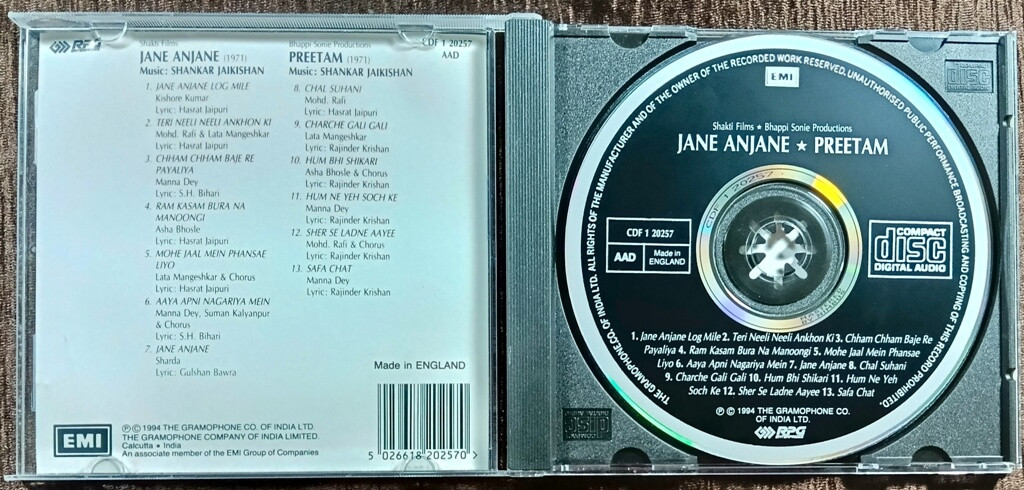 RPG
CDF 1 20257
AAD
Shakti Films
JANE ANJANE (1971)
Music: SHANKAR JAIKISHAN
1. JANE ANJANE LOG MILE
Kishore Kumar
Lyric: Hasrat Jaipuri
2. TERI NEELI NEELI ANKHON KI
Mohd. Rafi & Lata Mangeshkar
Lyric: Hasrat Jaipuri
3. CHHAM CHHAM BAJE RE
PAYALIYA
Manna Dey
Lyric: S.H. Bihari
4. RAM KASAM BURA NA
MANOONGI
Asha Bhosle
Lyric: Hasrat Jaipuri
5. MOHE JAAL MEIN PHANSAE
LIYO
Lata Mangeshkar & Chorus
Lyric: Hasrat Jaipuri
6. AAYA APNI NAGARIYA MEIN
Manna Dey, Suman Kalyanpur
& Chorus
Lyric: S.H. Bihari
7. JANE ANJANE
Sharda
Lyric: Gulshan Bawra
Bhappi Sonie Productions
PREETAM (1971)
Music: SHANKAR JAIKISHAN
8. CHAL SUHANI
Mohd. Rafi
Lyric: Hasrat Jaipuri
9. CHARCHE GALI GALI
Lata Mangeshkar
Lyric: Rajinder Krishan
10. HUM BHI SHIKARI
Asha Bhosle & Chorus
Lyric: Rajinder Krishan
11. HUM NE YEH SOCH KE
Manna Dey
Lyric: Rajinder Krishan
12. SHER SE LADNE AAYEE
Mohd. Rafi & Chorus
Lyric: Rajinder Krishan
13. SAFA CHAT
Manna Dey
Lyric: Rajinder Krishan
Made in ENGLAND
EMI
℗ © 1994 THE GRAMOPHONE CO. OF INDIA LTD.
THE GRAMOPHONE COMPANY OF INDIA LIMITED.
Calcutta • India
An associate member of the EMI Group of Companies
5 026618 202570 >
THE GRAMOPHONE CO. OF INDIA LTD. ALL RIGHTS OF THE MANUFACTURER AND OF THE OWNER OF THE RECORDED WORK RESERVED. UNAUTHORISED PUBLIC PERFORMANCE BROADCASTING AND COPYING OF THIS RECORD PROHIBITED.
EMI
Shakti Films ★ Bhappi Sonie Productions
JANE ANJANE ★ PREETAM
CDF 1 20257
CDF 1 20257
AAD
Made in
ENGLAND
COMPACT
disc
DIGITAL AUDIO
1. Jane Anjane Log Mile 2. Teri Neeli Neeli Ankhon Ki 3. Chham Chham Baje Re
Payaliya 4. Ram Kasam Bura Na Manoongi 5. Mohe Jaal Mein Phansae
Liyo 6. Aaya Apni Nagariya Mein 7. Jane Anjane 8. Chal Suhani
9. Charche Gali Gali 10. Hum Bhi Shikari 11. Hum Ne Yeh
Soch Ke 12. Sher Se Ladne Aayee 13. Safa Chat
℗ © 1994 THE GRAMOPHONE CO.
OF INDIA LTD.
RPG
disc
disc